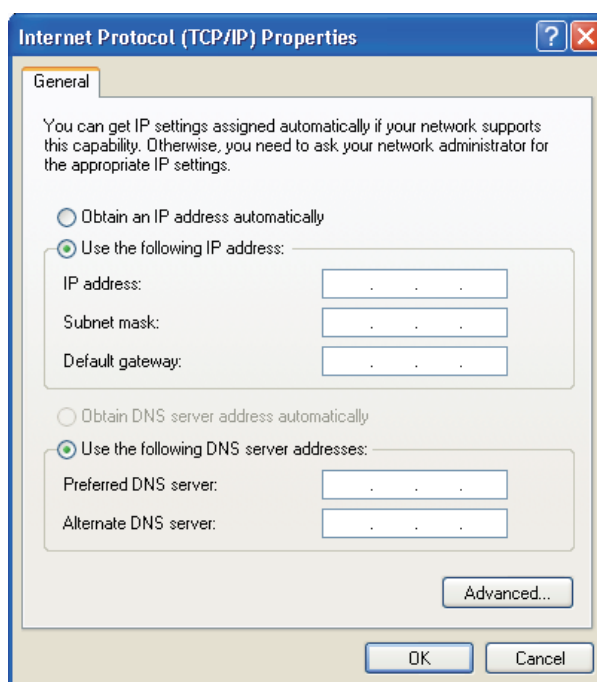 Internet Protocol (TCP/IP) Properties
General
You can get IP settings assigned automatically if your network supports
this capability. Otherwise, you need to ask your network administrator for
the appropriate IP settings.
Obtain an IP address automatically
Use the following IP address:
IP address:
Subnet mask:
Default gateway:
Obtain DNS server address automatically
Use the following DNS server addresses:
Preferred DNS server:
Alternate DNS server:
Advanced...
OK Cancel